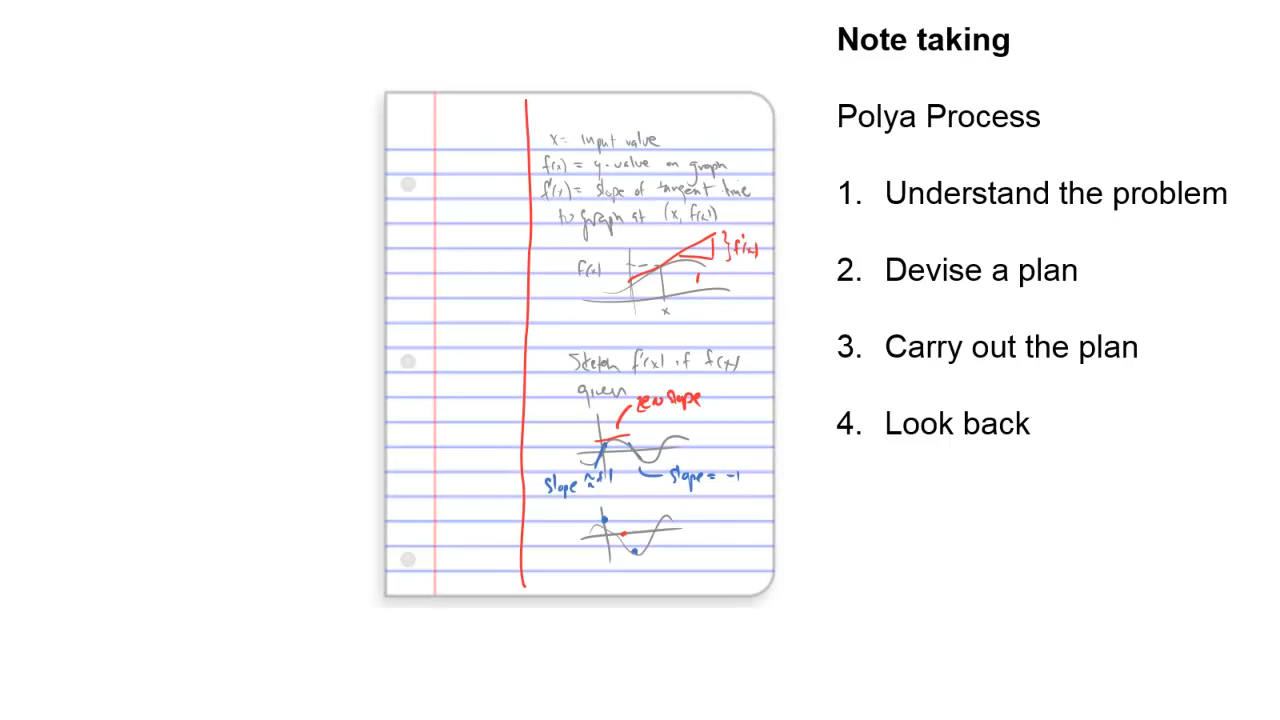 Note taking
Polya Process
1. Understand the problem
2. Devise a plan
3. Carry out the plan
4. Look back
x = input value
f(x) = y-value on graph
f'(x) = slope of tangent line
to graph at (x, f(x))
} f'(x)
f(x)
1
x
Sketch f'(x) if f(x)
given
zero slope
slope ≈ +1
slope = -1